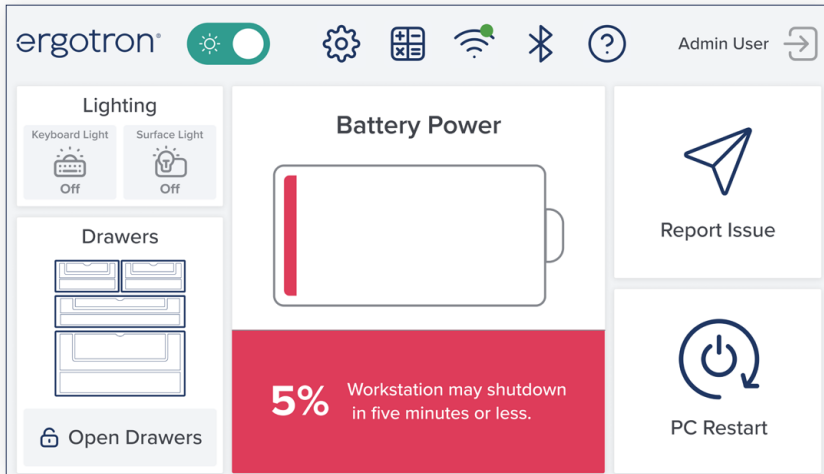 ergotron®
Admin User
Lighting
Keyboard Light
Off
Surface Light
Off
Drawers
Open Drawers
Battery Power
5%
Workstation may shutdown
in five minutes or less.
Report Issue
PC Restart